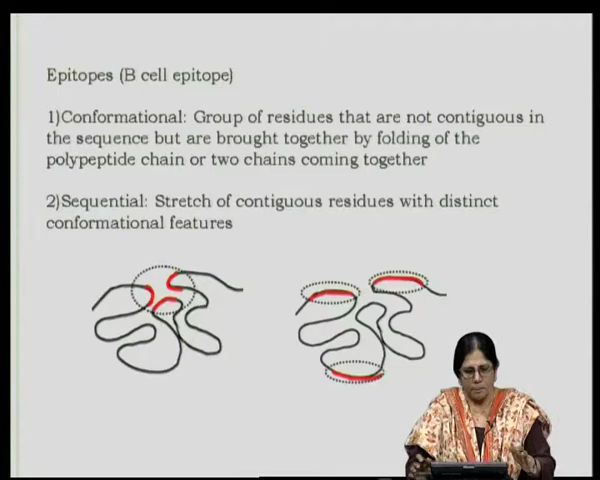 Epitopes (B cell epitope)
1)Conformational: Group of residues that are not contiguous in
the sequence but are brought together by folding of the
polypeptide chain or two chains coming together
2)Sequential: Stretch of contiguous residues with distinct
conformational features